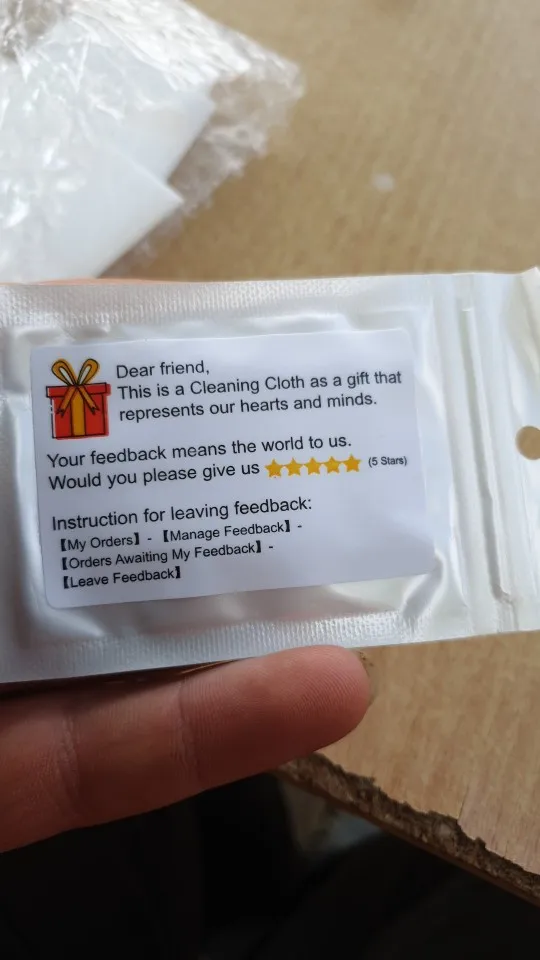 Dear friend,
This is a Cleaning Cloth as a gift that
represents our hearts and minds.
Your feedback means the world to us.
Would you please give us ⭐⭐⭐⭐⭐ (5 Stars)
Instruction for leaving feedback:
【My Orders】 - 【Manage Feedback】 -
【Orders Awaiting My Feedback】 -
【Leave Feedback】